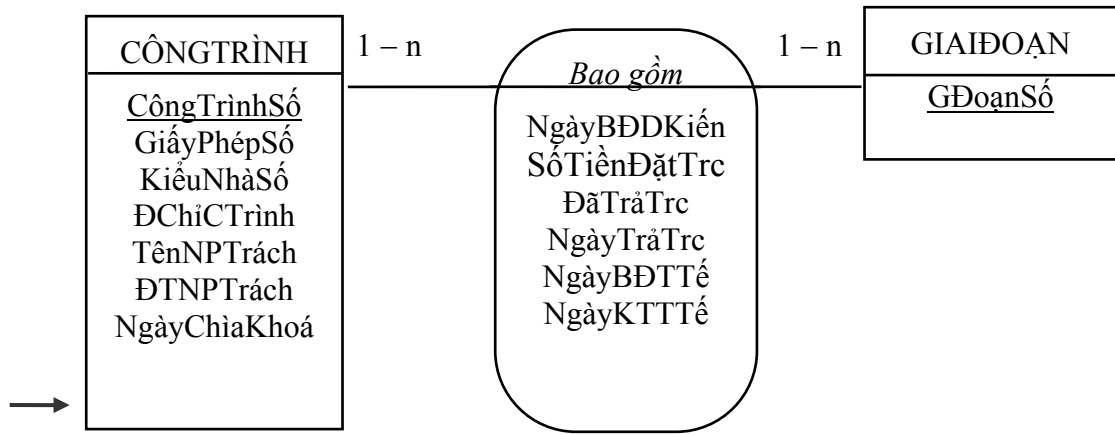 CÔNGTRÌNH
CôngTrìnhSố
GiấyPhépSố
KiểuNhàSố
ĐChỉCTrình
TênNPTrách
ĐTNPTrách
NgàyChìaKhoá
1 – n
Bao gồm
NgàyBĐDKiến
SốTiềnĐặtTrc
ĐãTrảTrc
NgàyTrảTrc
NgàyBĐTTế
NgàyKTTTế
1 – n
GIAIĐOẠN
GĐoạnSố